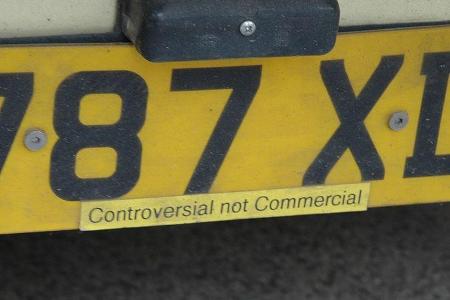 787 X
Controversial not Commercial